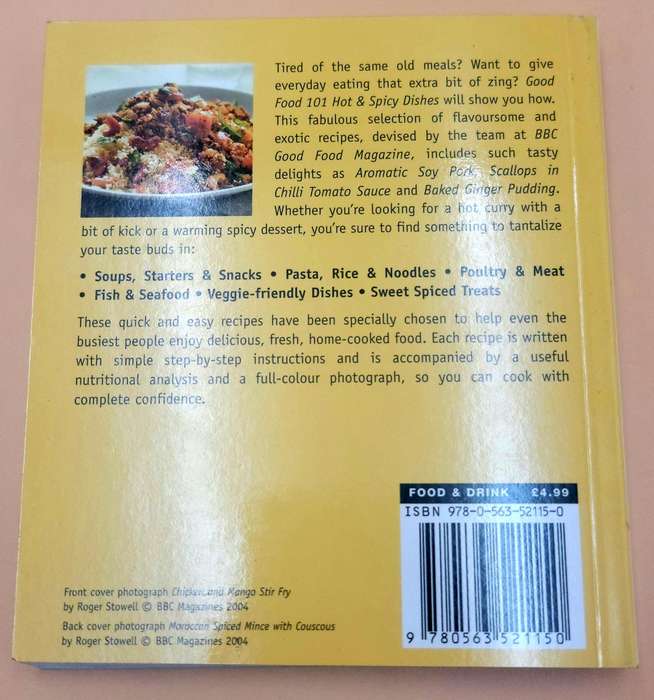 Tired of the same old meals? Want to give
everyday eating that extra bit of zing? Good
Food 101 Hot & Spicy Dishes will show you how.
This fabulous selection of flavoursome and
exotic recipes, devised by the team at BBC
Good Food Magazine, includes such tasty
delights as Aromatic Soy Pork, Scallops in
Chilli Tomato Sauce and Baked Ginger Pudding.
Whether you're looking for a hot curry with a
bit of kick or a warming spicy dessert, you're sure to find something to tantalize
your taste buds in:
• Soups, Starters & Snacks • Pasta, Rice & Noodles • Poultry & Meat
• Fish & Seafood • Veggie-friendly Dishes • Sweet Spiced Treats
These quick and easy recipes have been specially chosen to help even the
busiest people enjoy delicious, fresh, home-cooked food. Each recipe is written
with simple step-by-step instructions and is accompanied by a useful
nutritional analysis and a full-colour photograph, so you can cook with
complete confidence.
FOOD & DRINK £4.99
ISBN 978-0-563-52115-0
9 780563 521150
Front cover photograph Chicken and Mango Stir Fry
by Roger Stowell © BBC Magazines 2004
Back cover photograph Moroccan Spiced Mince with Couscous
by Roger Stowell © BBC Magazines 2004